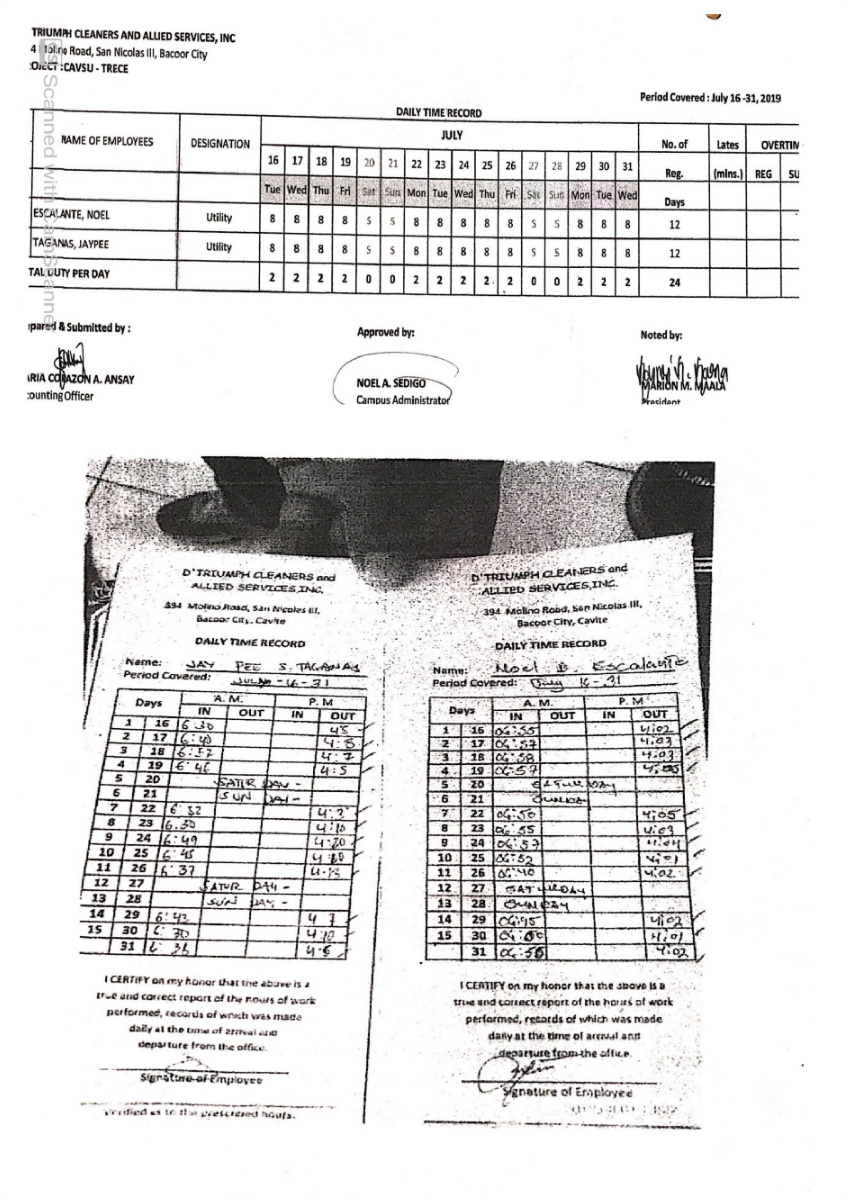 TRIUMPH CLEANERS AND ALLIED SERVICES, INC
4 Molino Road, San Nicolas III, Bacoor City
OJECT :CAVSU - TRECE
Scanned with CamScanner
Period Covered : July 16 -31, 2019
DAILY TIME RECORD
NAME OF EMPLOYEES DESIGNATION JULY No. of Lates OVERTIN
16 17 18 19 20 21 22 23 24 25 26 27 28 29 30 31 Reg. (mins.) REG SU
Tue Wed Thu Fri Sat Sun Mon Tue Wed Thu Fri Sat Sun Mon Tue Wed Days
ESCALANTE, NOEL Utility 8 8 8 8 S S 8 8 8 8 8 S S 8 8 8 12
TAGANAS, JAYPEE Utility 8 8 8 8 S S 8 8 8 8 8 S S 8 8 8 12
TAL DUTY PER DAY 2 2 2 2 0 0 2 2 2 2 2 0 0 2 2 2 24
pared & Submitted by : Approved by: Noted by:
ARIA CORAZON A. ANSAY NOEL A. SEDIGO MARION M. MAALA
counting Officer Campus Administrator President
D'TRIUMPH CLEANERS and
ALLIED SERVICES,INC.
394 Molino Road, San Nicolas III,
Bacoor City, Cavite
DAILY TIME RECORD
Name: JAY PEE S. TAGANAS
Period Covered: 16 - 31
Days A.M. P.M
IN OUT IN OUT
1 16 6:30 4:5
2 17 6:40
3 18 4:7
4 19 6:46 4:5
5 20 SATUR DAY -
6 21 SUN DAY -
7 22 6:32 4:3
8 23 6:30 4:10
9 24 6:49 4:20
10 25 6:45
11 26 6:37 4:13
12 27 SATUR DAY -
13 28 SUN DAY -
14 29 6:43
15 30 6:30 4:10
31
I CERTIFY on my honor that the above is a
true and correct report of the hours of work
performed, records of which was made
daily at the time of arrival and
departure from the office.
Signature of Employee
Verified as to the prescribed hours.
D'TRIUMPH CLEANERS and
ALLIED SERVICES,INC.
394 Molino Road, San Nicolas III,
Bacoor City, Cavite
DAILY TIME RECORD
Name: Noel B. Escalante
Period Covered: July 16 - 31
Days A.M. P.M
IN OUT IN OUT
1 16 06:55 4:02
2 17 06:57 4:03
3 18 06:58 4:03
4 19 06:57 4:05
5 20 SATURDAY
6 21 SUNDAY
7 22 06:50 4:05
8 23 06:55 4:03
9 24 06:57 4:04
10 25 06:52 4:01
11 26 06:40 4:02
12 27 SATURDAY
13 28 SUNDAY
14 29 06:45 4:02
15 30 4:01
31 06:58 4:02
I CERTIFY on my honor that the above is a
true and correct report of the hours of work
performed, records of which was made
daily at the time of arrival and
departure from the office.
Signature of Employee